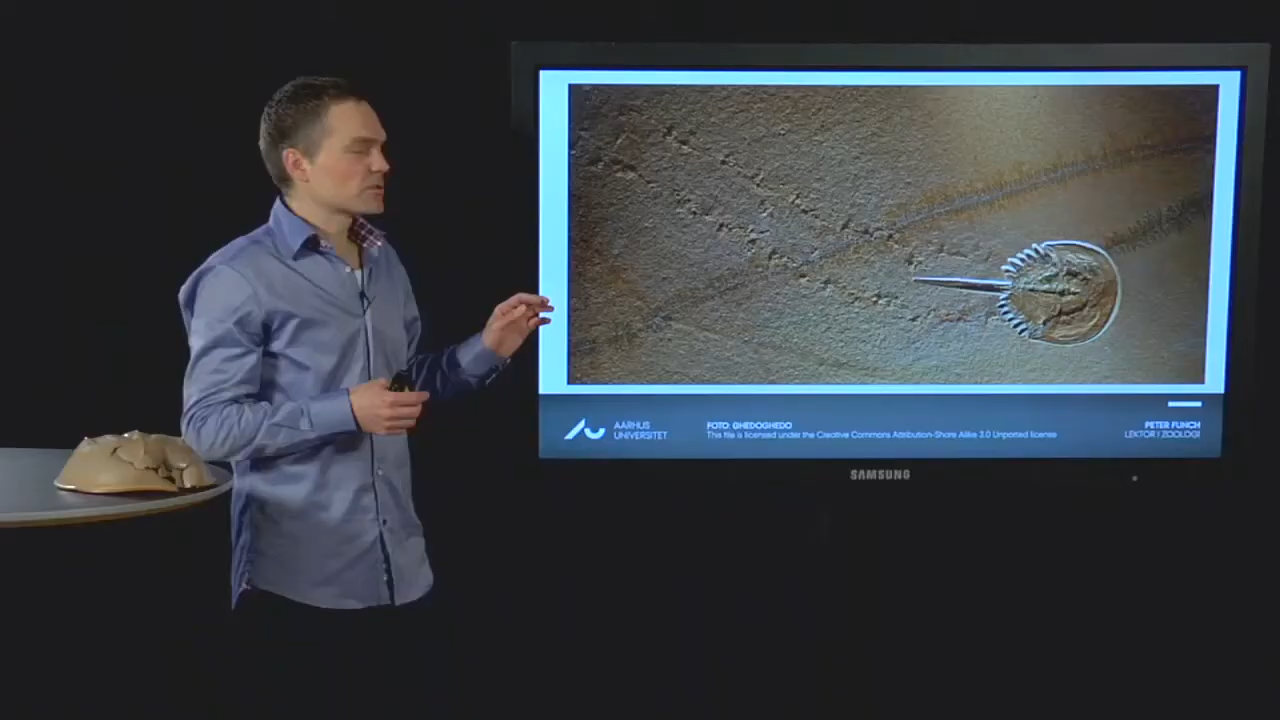 AARHUS
UNIVERSITET
FOTO: GHEDOGHEDO
This file is licensed under the Creative Commons Attribution-Share Alike 3.0 Unported license
PETER FUNCH
LEKTOR I ZOOLOGI
SAMSUNG